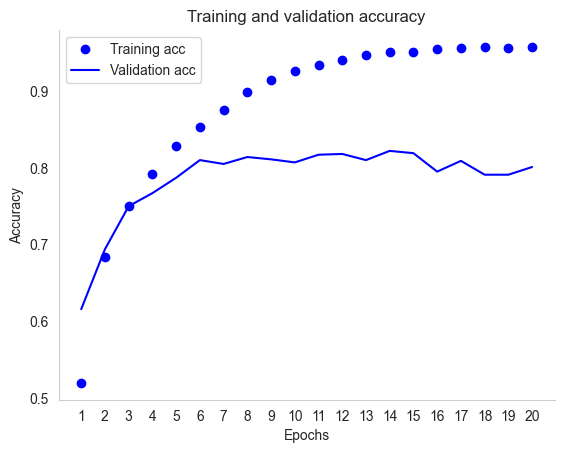 Training and validation accuracy
Training acc
Validation acc
Accuracy
0.9
0.8
0.7
0.6
0.5
1 2 3 4 5 6 7 8 9 10 11 12 13 14 15 16 17 18 19 20
Epochs